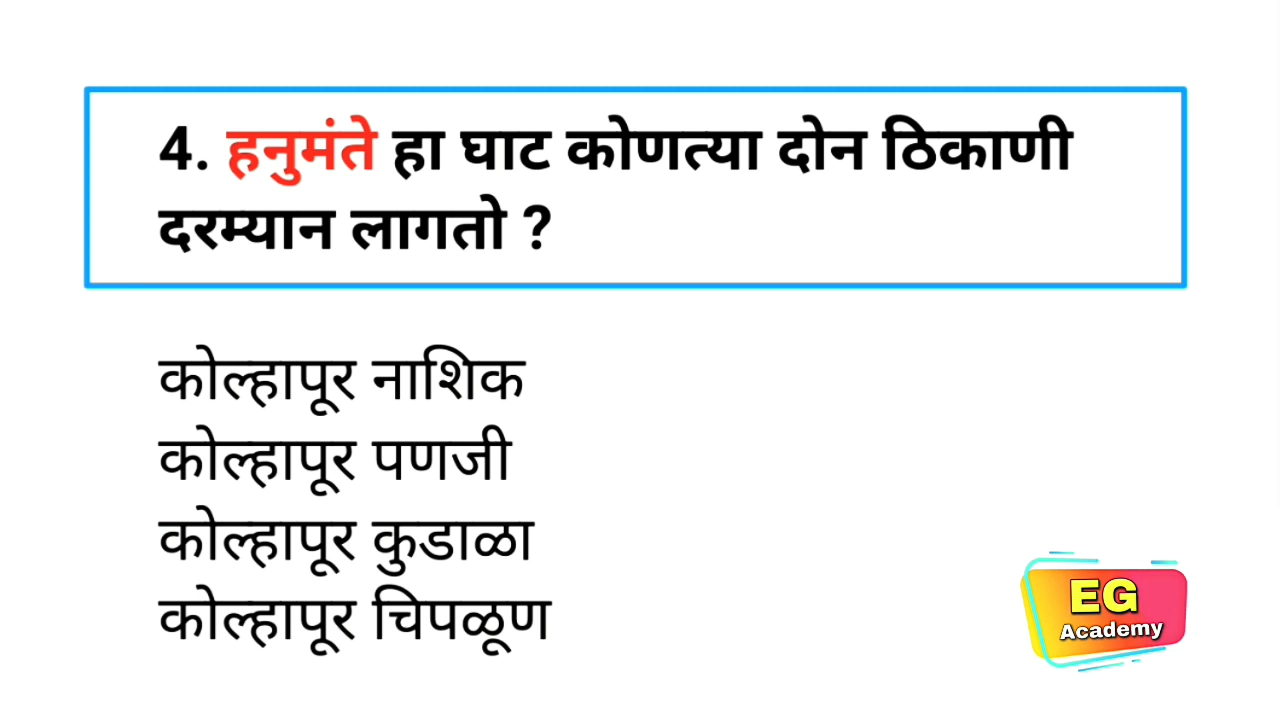 4. हनुमंते हा घाट कोणत्या दोन ठिकाणी
दरम्यान लागतो ?
कोल्हापूर नाशिक
कोल्हापूर पणजी
कोल्हापूर कुडाळा
कोल्हापूर चिपळूण
EG
Academy